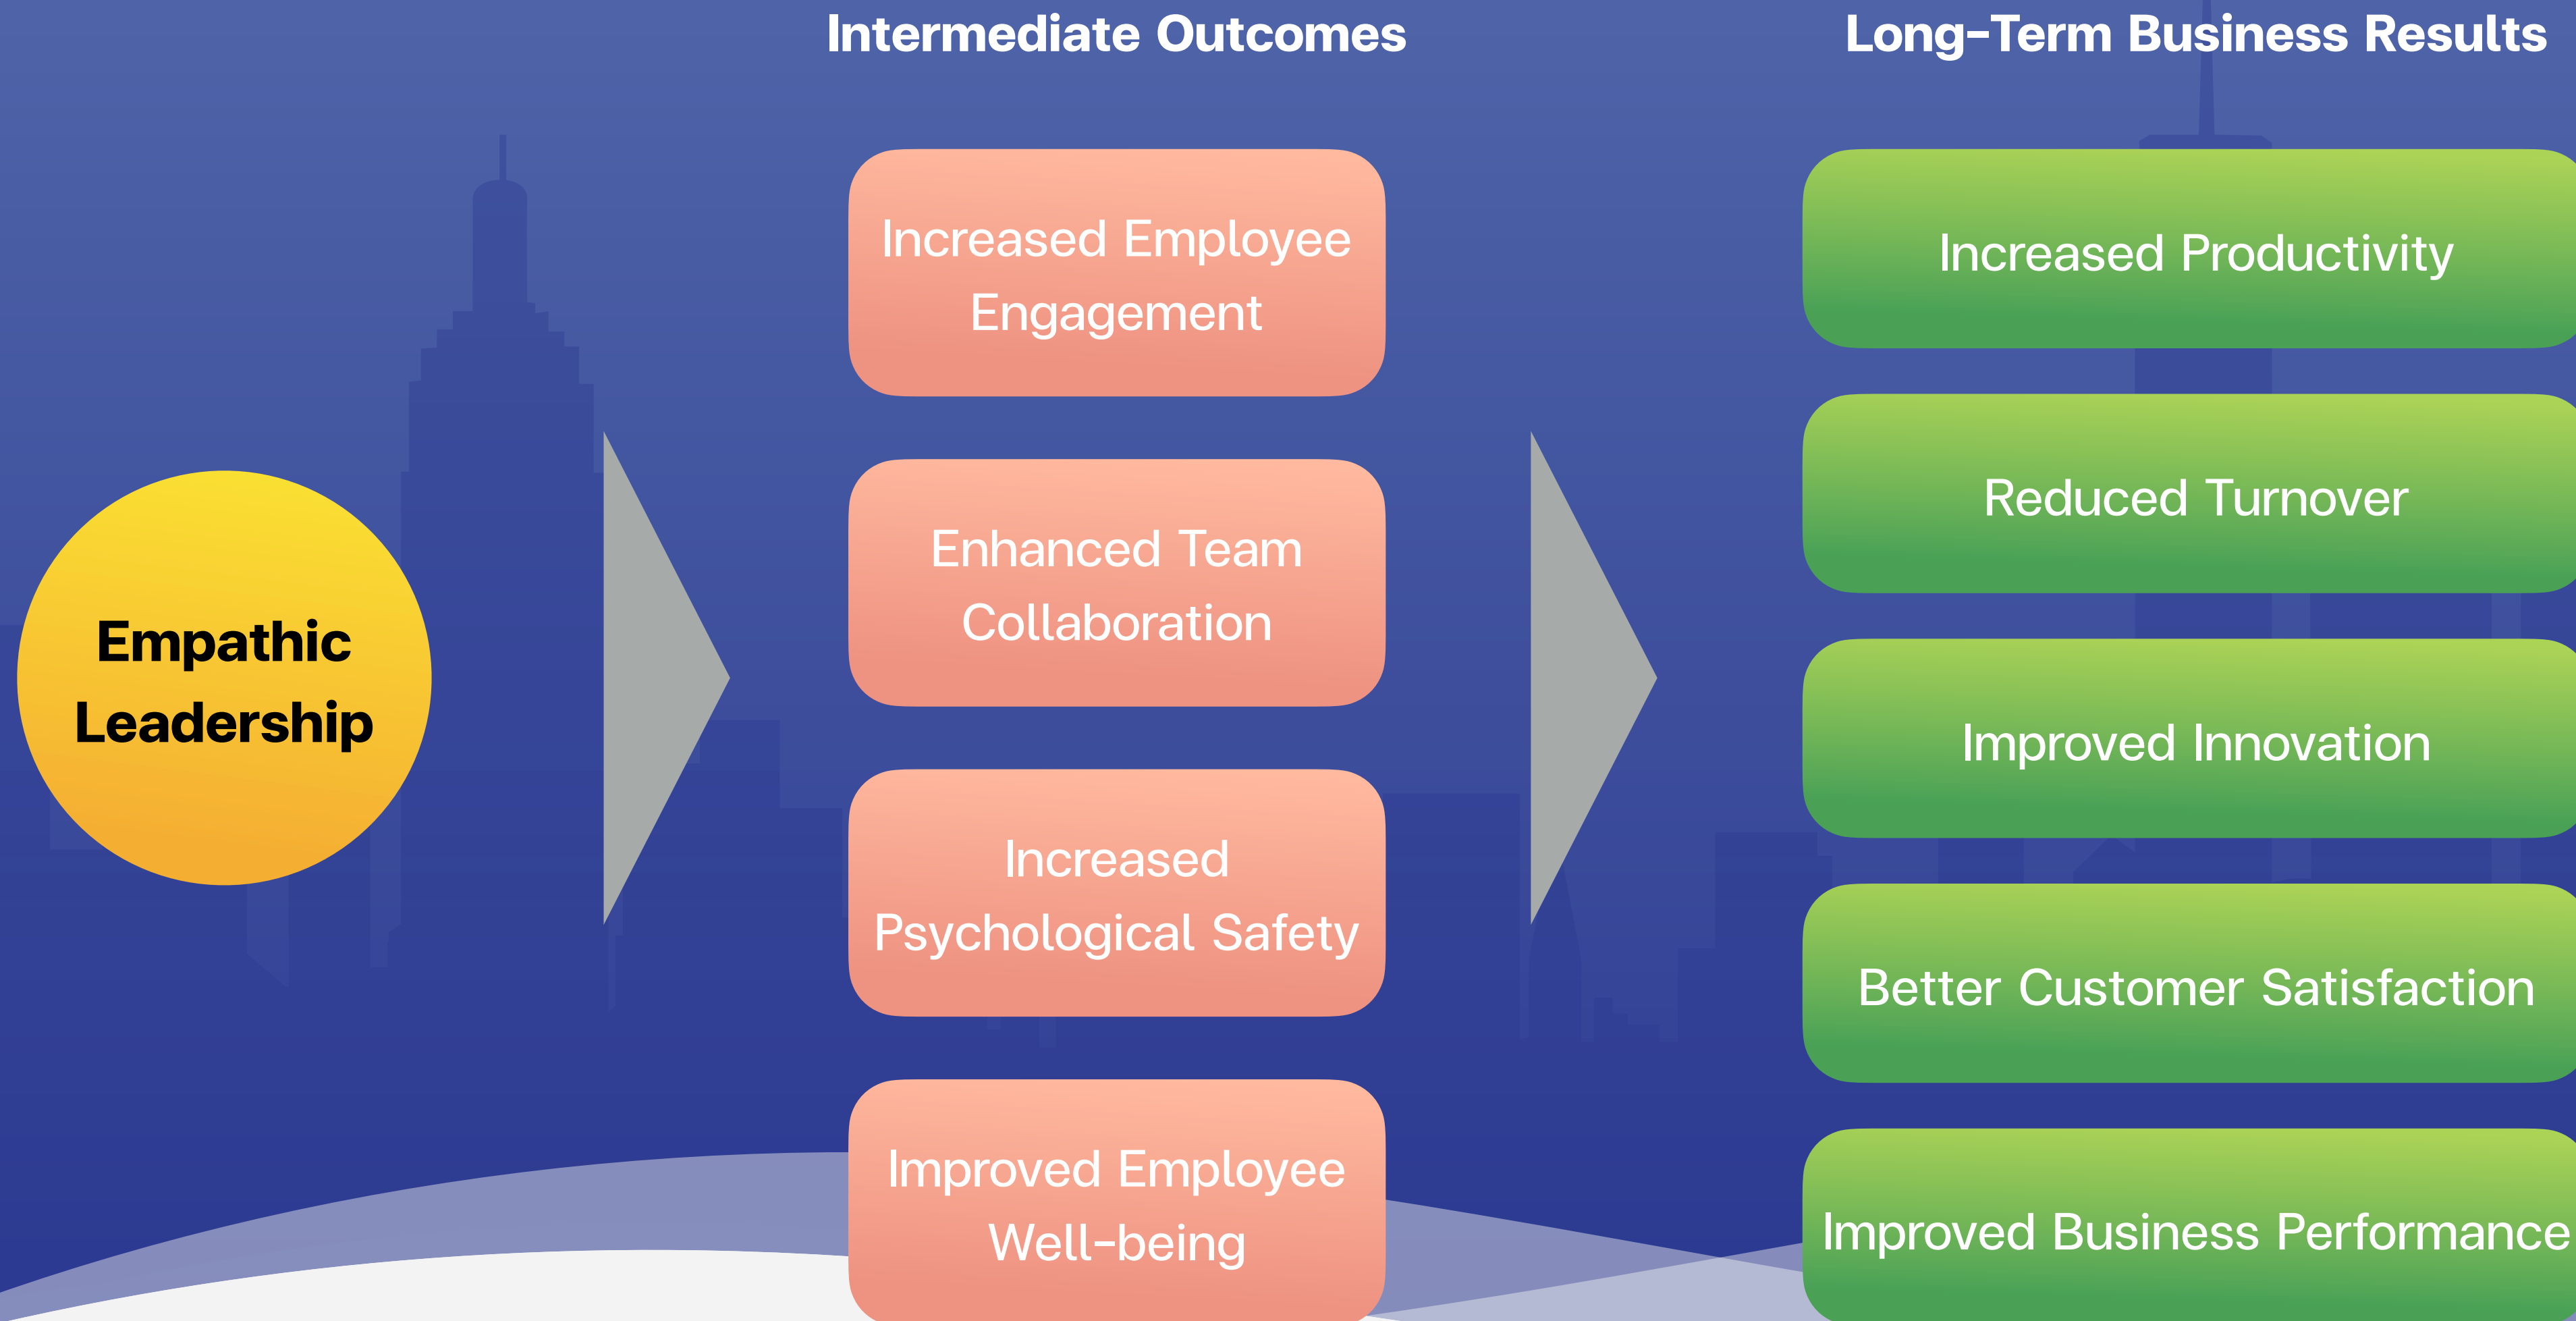 Intermediate Outcomes
Long-Term Business Results
Empathic
Leadership
Increased Employee
Engagement
Enhanced Team
Collaboration
Increased
Psychological Safety
Improved Employee
Well-being
Increased Productivity
Reduced Turnover
Improved Innovation
Better Customer Satisfaction
Improved Business Performance